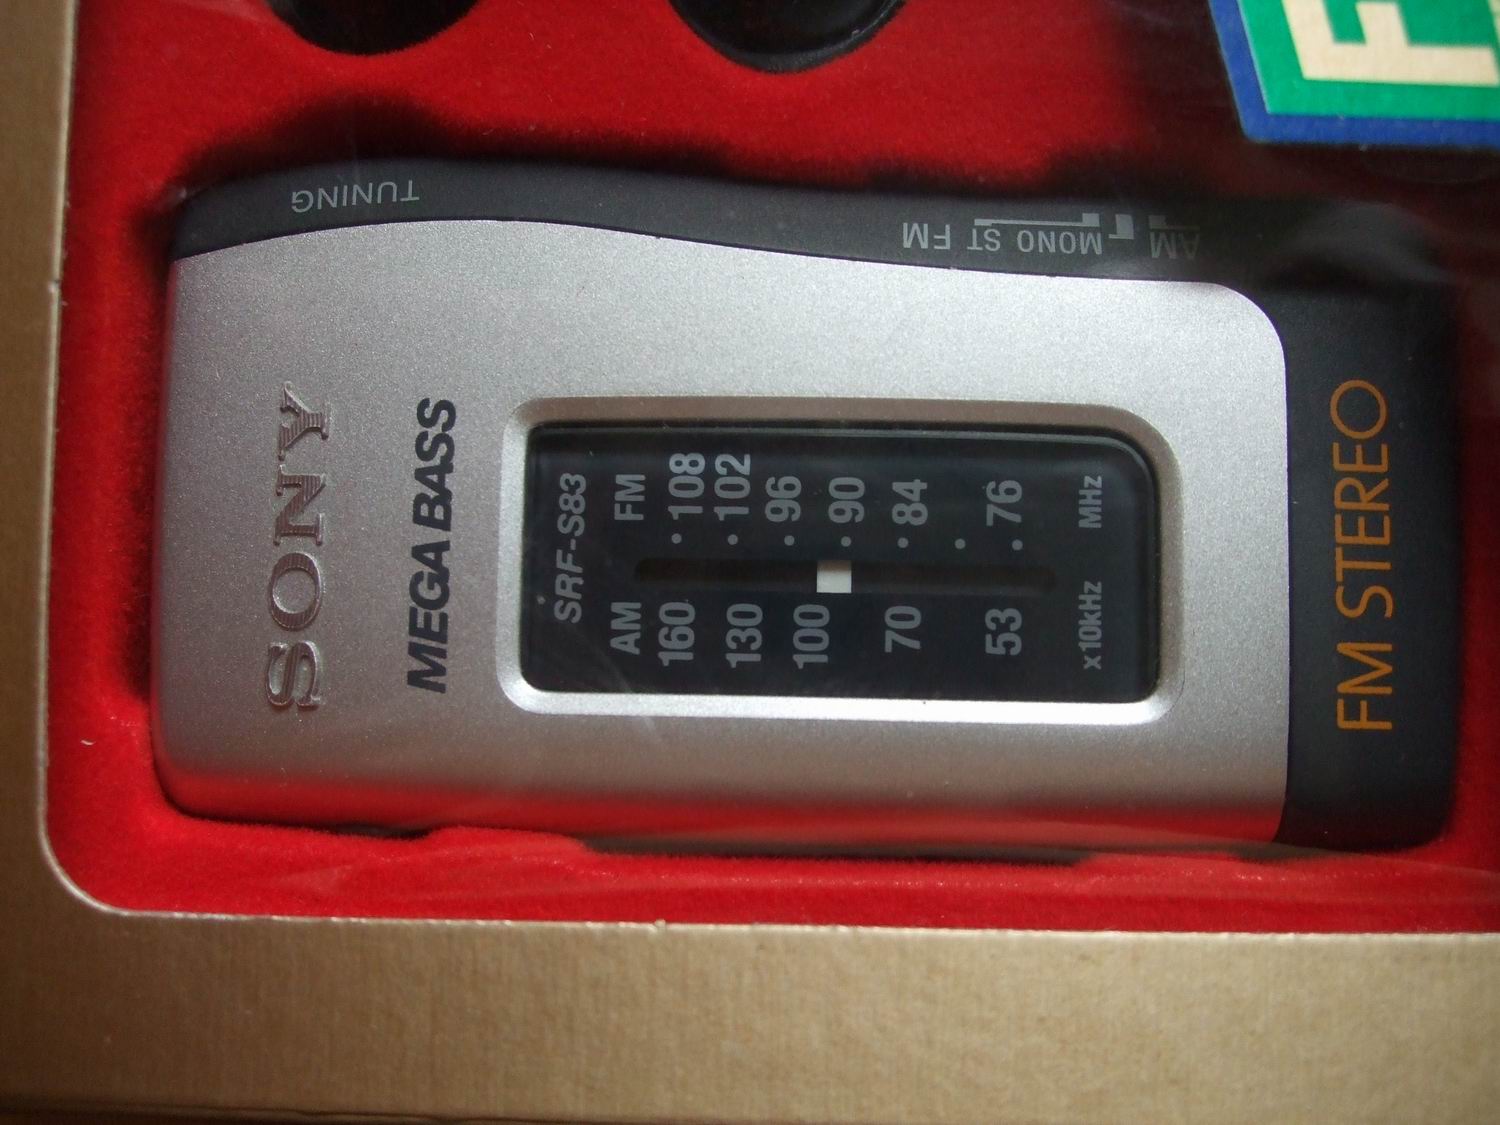 SONY
MEGA BASS
SRF-S83
AM FM
160 108
130 102
100 96
90
70 84
53 76
x10kHz MHz
FM STEREO
TUNING
FM ST MONO AM
F